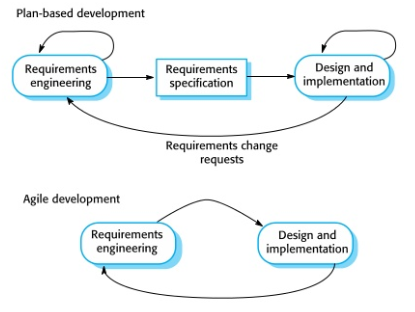 Plan-based development
Requirements
engineering
Requirements
specification
Design and
implementation
Requirements change
requests
Agile development
Requirements
engineering
Design and
implementation